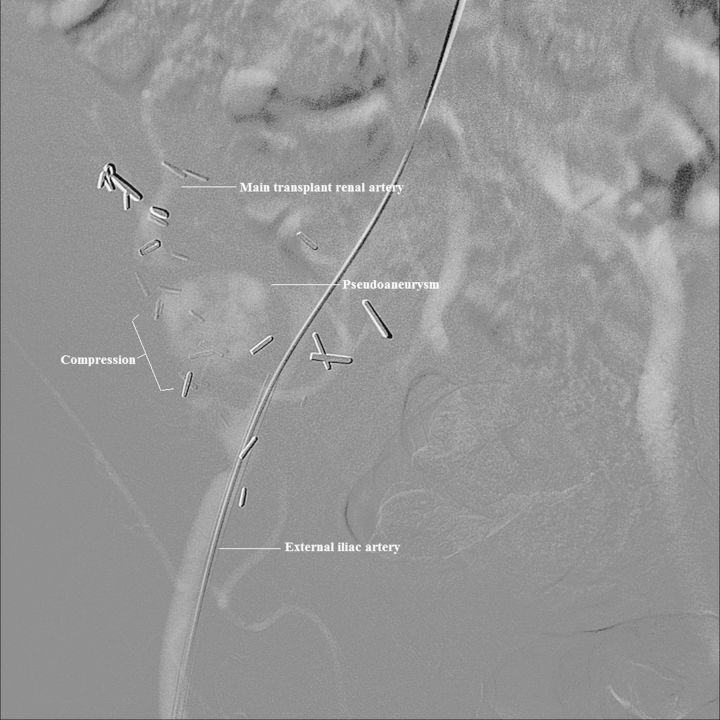 Main transplant renal artery
Pseudoaneurysm
Compression
External iliac artery